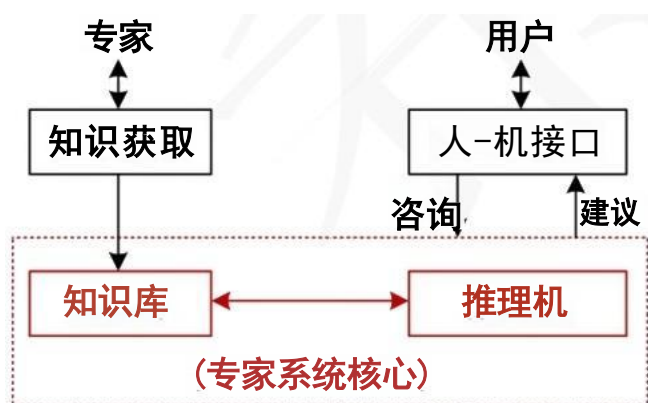 专家
用户
知识获取
人-机接口
咨询
建议
知识库
推理机
(专家系统核心)